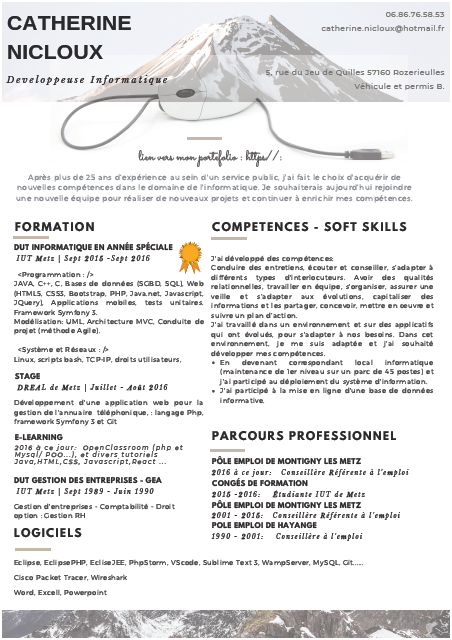 CATHERINE
NICLOUX
Developpeuse Informatique
06.86.76.58.53
catherine.nicloux@hotmail.fr
5, rue du Jeu de Quilles 57160 Rozerieulles
Véhicule et permis B.
lien vers mon portefolio : https//:
Après plus de 25 ans d'expérience au sein d'un service public, j'ai fait le choix d'acquérir de
nouvelles compétences dans le domaine de l'informatique. Je souhaiterais aujourd'hui rejoindre
une nouvelle équipe pour réaliser de nouveaux projets et continuer à enrichir mes compétences.
FORMATION
DUT INFORMATIQUE EN ANNÉE SPÉCIALE
IUT Metz | Sept 2015 -Sept 2016
<Programmation : />
JAVA, C++, C, Bases de données (SGBD, SQL), Web
(HTML5, CSS3, Bootstrap, PHP, Java.net, Javascript,
JQuery), Applications mobiles, tests unitaires,
Framework Symfony 3.
Modélisation: UML, Architecture MVC, Conduite de
projet (méthode Agile).
<Système et Réseaux : />
Linux, scripts bash, TCP-IP, droits utilisateurs,
STAGE
DREAL de Metz | Juillet - Août 2016
Développement d'une application web pour la
gestion de l'annuaire téléphonique, : langage Php,
framework Symfony 3 et Git
E-LEARNING
2016 à ce jour: OpenClassroom (php et
Mysql/ POO...), et divers tutoriels
Java,HTML,CSS, Javascript,React ...
DUT GESTION DES ENTREPRISES - GEA
IUT Metz | Sept 1989 - Juin 1990
Gestion d'entreprises - Comptabilité - Droit
option : Gestion RH
COMPETENCES - SOFT SKILLS
J'ai développé des compétences:
Conduire des entretiens, écouter et conseiller, s'adapter à
différents types d'interlocuteurs. Avoir des qualités
relationnelles, travailler en équipe, s'organiser, assurer une
veille et s'adapter aux évolutions, capitaliser des
informations et les partager, concevoir, mettre en oeuvre et
suivre un plan d'action.
J'ai travaillé dans un environnement et sur des applicatifs
qui ont évolués, pour s'adapter à nos besoins. Dans cet
environnement, je me suis adaptée et j'ai souhaité
développer mes compétences.
• En devenant correspondant local informatique
(maintenance de 1er niveau sur un parc de 45 postes) et
j'ai participé au déploiement du système d'information.
• J'ai participé à la mise en ligne d'une base de données
informative.
PARCOURS PROFESSIONNEL
PÔLE EMPLOI DE MONTIGNY LES METZ
2016 à ce jour: Conseillère Référente à l'emploi
CONGÉS DE FORMATION
2015 -2016: Étudiante IUT de Metz
PÔLE EMPLOI DE MONTIGNY LES METZ
2001 - 2015: Conseillère Référente à l'emploi
POLE EMPLOI DE HAYANGE
1990 - 2001: Conseillère à l'emploi
LOGICIELS
Eclipse, EclipsePHP, EcliseJEE, PhpStorm, VScode, Sublime Text 3, WampServer, MySQL, Git.....
Cisco Packet Tracer, Wireshark
Word, Excell, Powerpoint